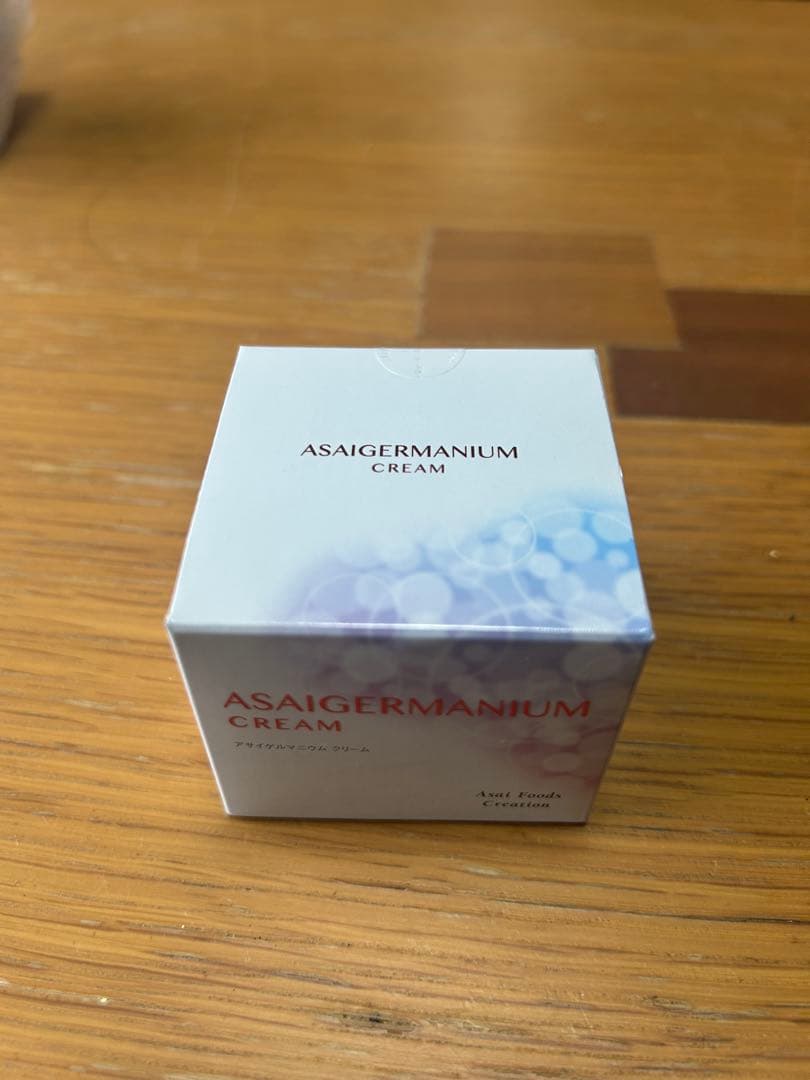 ASAIGERMANIUM
CREAM
ASAIGERMANIUM
CREAM
アサイゲルマニウム クリーム
Asai Foods
Creation